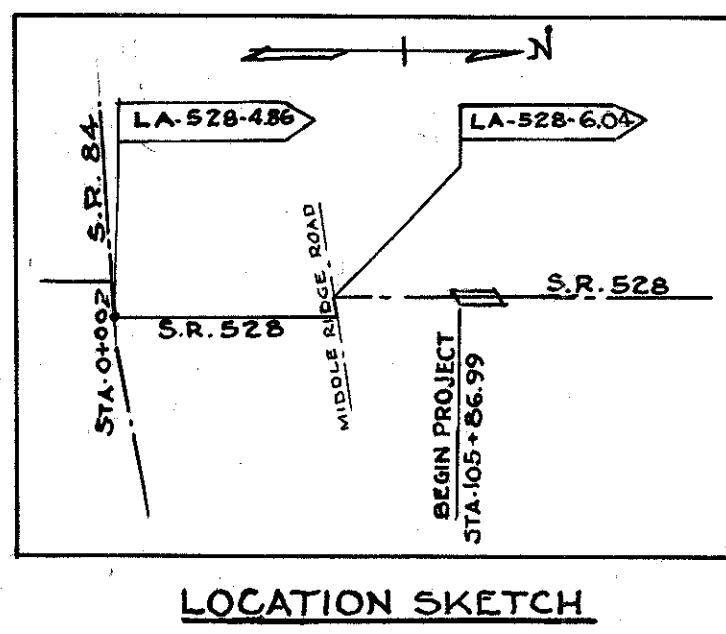 N
LA-528-4.86
LA-528-6.04
S.R. 84
MIDDLE RIDGE ROAD
S.R. 528
S.R. 528
STA. 0+002
BEGIN PROJECT
STA. 105+86.99
LOCATION SKETCH